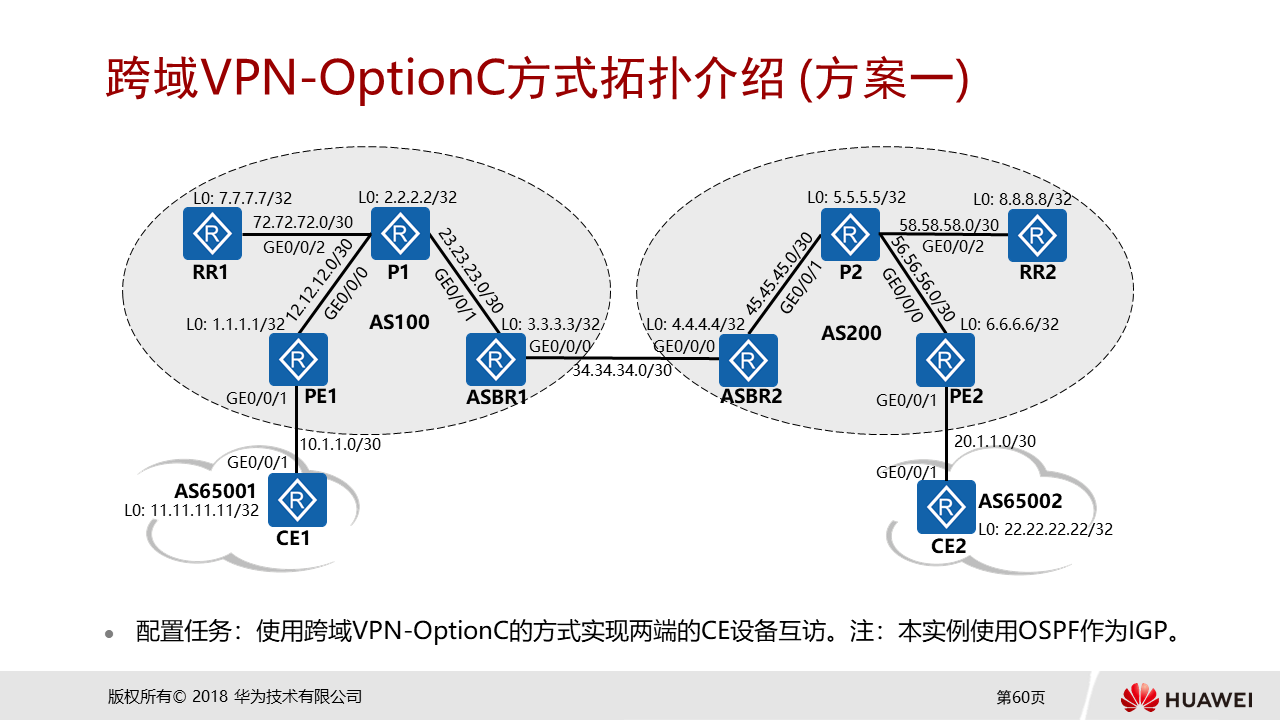 跨域VPN-OptionC方式拓扑介绍 (方案一)
L0: 7.7.7.7/32
L0: 2.2.2.2/32
72.72.72.0/30
GE0/0/2
RR1
P1
12.12.12.0/30
GE0/0/0
23.23.23.0/30
GE0/0/1
AS100
L0: 1.1.1.1/32
L0: 3.3.3.3/32
GE0/0/0
PE1
ASBR1
GE0/0/1
34.34.34.0/30
L0: 5.5.5.5/32
L0: 8.8.8.8/32
58.58.58.0/30
GE0/0/2
P2
RR2
45.45.45.0/30
GE0/0/1
56.56.56.0/30
GE0/0/0
AS200
L0: 4.4.4.4/32
L0: 6.6.6.6/32
GE0/0/0
ASBR2
PE2
GE0/0/1
10.1.1.0/30
GE0/0/1
AS65001
L0: 11.11.11.11/32
CE1
20.1.1.0/30
GE0/0/1
AS65002
L0: 22.22.22.22/32
CE2
R
R
R
R
R
R
R
R
R
R
• 配置任务：使用跨域VPN-OptionC的方式实现两端的CE设备互访。注：本实例使用OSPF作为IGP。
版权所有© 2018 华为技术有限公司
第60页
HUAWEI